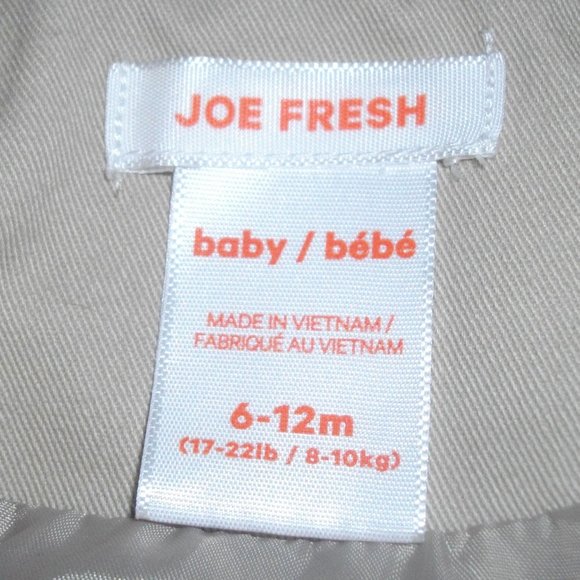 JOE FRESH
baby / bébé
MADE IN VIETNAM /
FABRIQUÉ AU VIETNAM
6-12m
(17-22lb / 8-10kg)